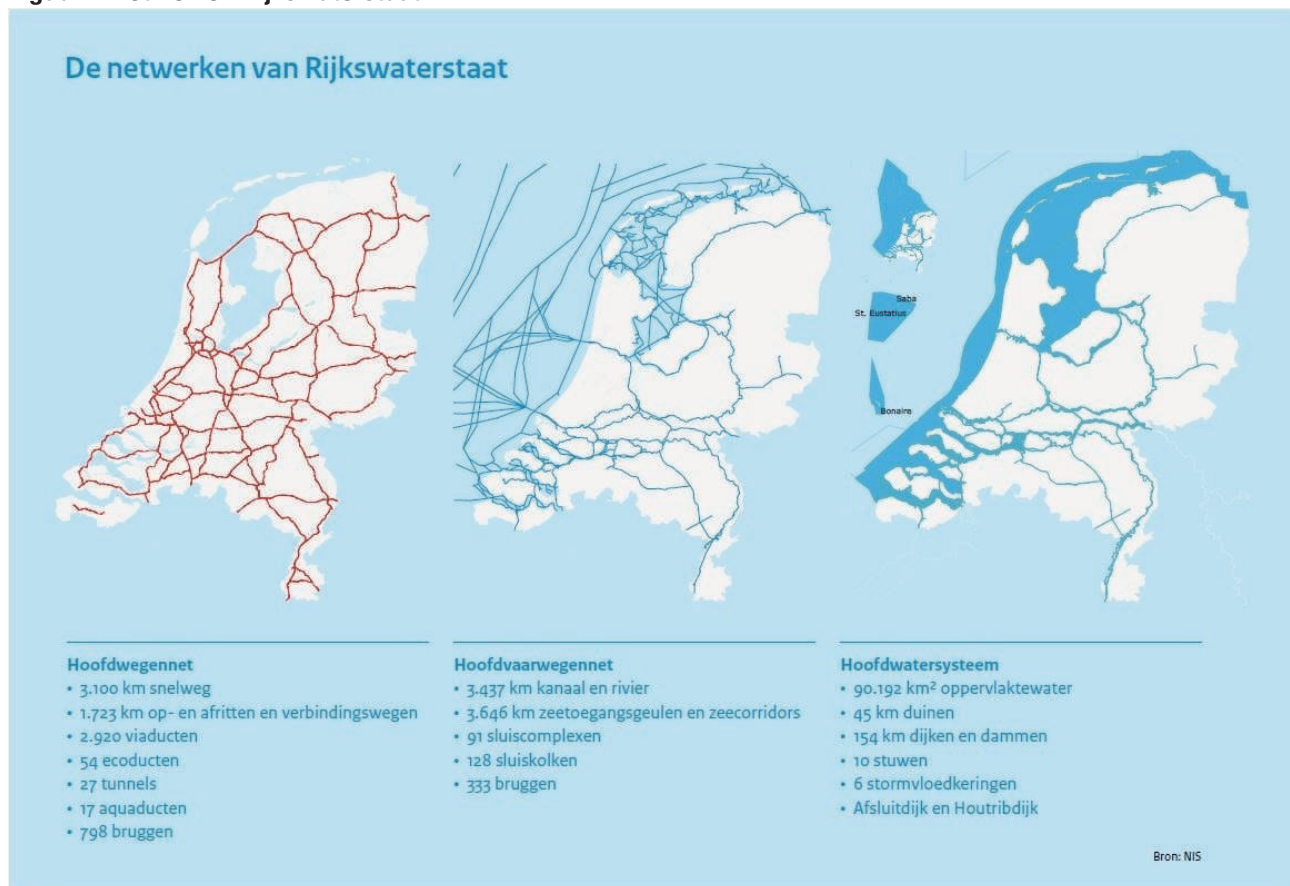 De netwerken van Rijkswaterstaat
Saba
St. Eustatius
Bonaire
Hoofdwegennet
• 3.100 km snelweg
• 1.723 km op- en afritten en verbindingswegen
• 2.920 viaducten
• 54 ecoducten
• 27 tunnels
• 17 aquaducten
• 798 bruggen
Hoofdvaarwegennet
• 3.437 km kanaal en rivier
• 3.646 km zeetoegangsgeulen en zeecorridors
• 91 sluiscomplexen
• 128 sluiskolken
• 333 bruggen
Hoofdwatersysteem
• 90.192 km² oppervlaktewater
• 45 km duinen
• 154 km dijken en dammen
• 10 stuwen
• 6 stormvloedkeringen
• Afsluitdijk en Houtribdijk
Bron: NIS